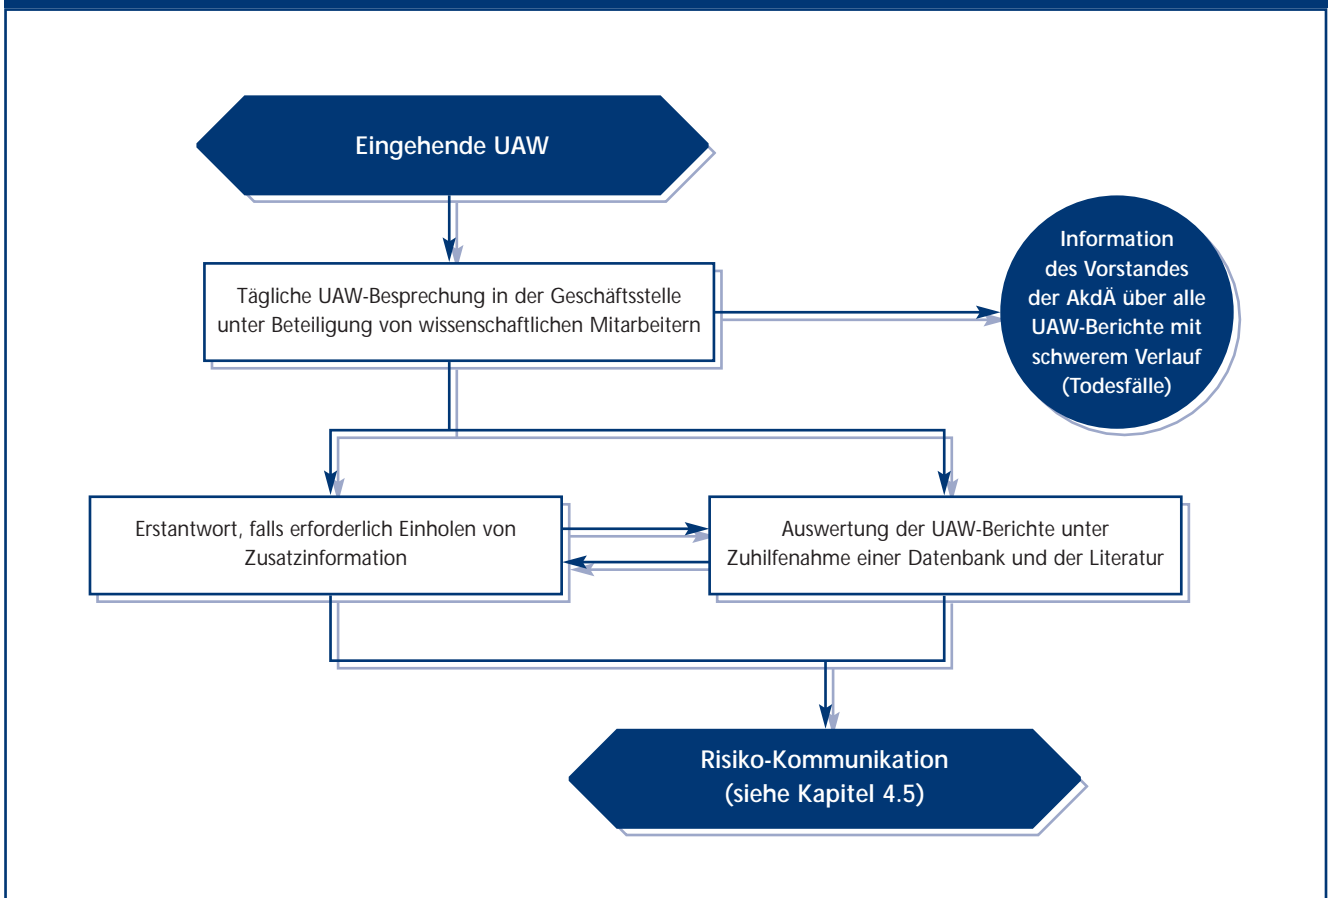 Eingehende UAW
Tägliche UAW-Besprechung in der Geschäftsstelle
unter Beteiligung von wissenschaftlichen Mitarbeitern
Information
des Vorstandes
der AkdÄ über alle
UAW-Berichte mit
schwerem Verlauf
(Todesfälle)
Erstantwort, falls erforderlich Einholen von
Zusatzinformation
Auswertung der UAW-Berichte unter
Zuhilfenahme einer Datenbank und der Literatur
Risiko-Kommunikation
(siehe Kapitel 4.5)